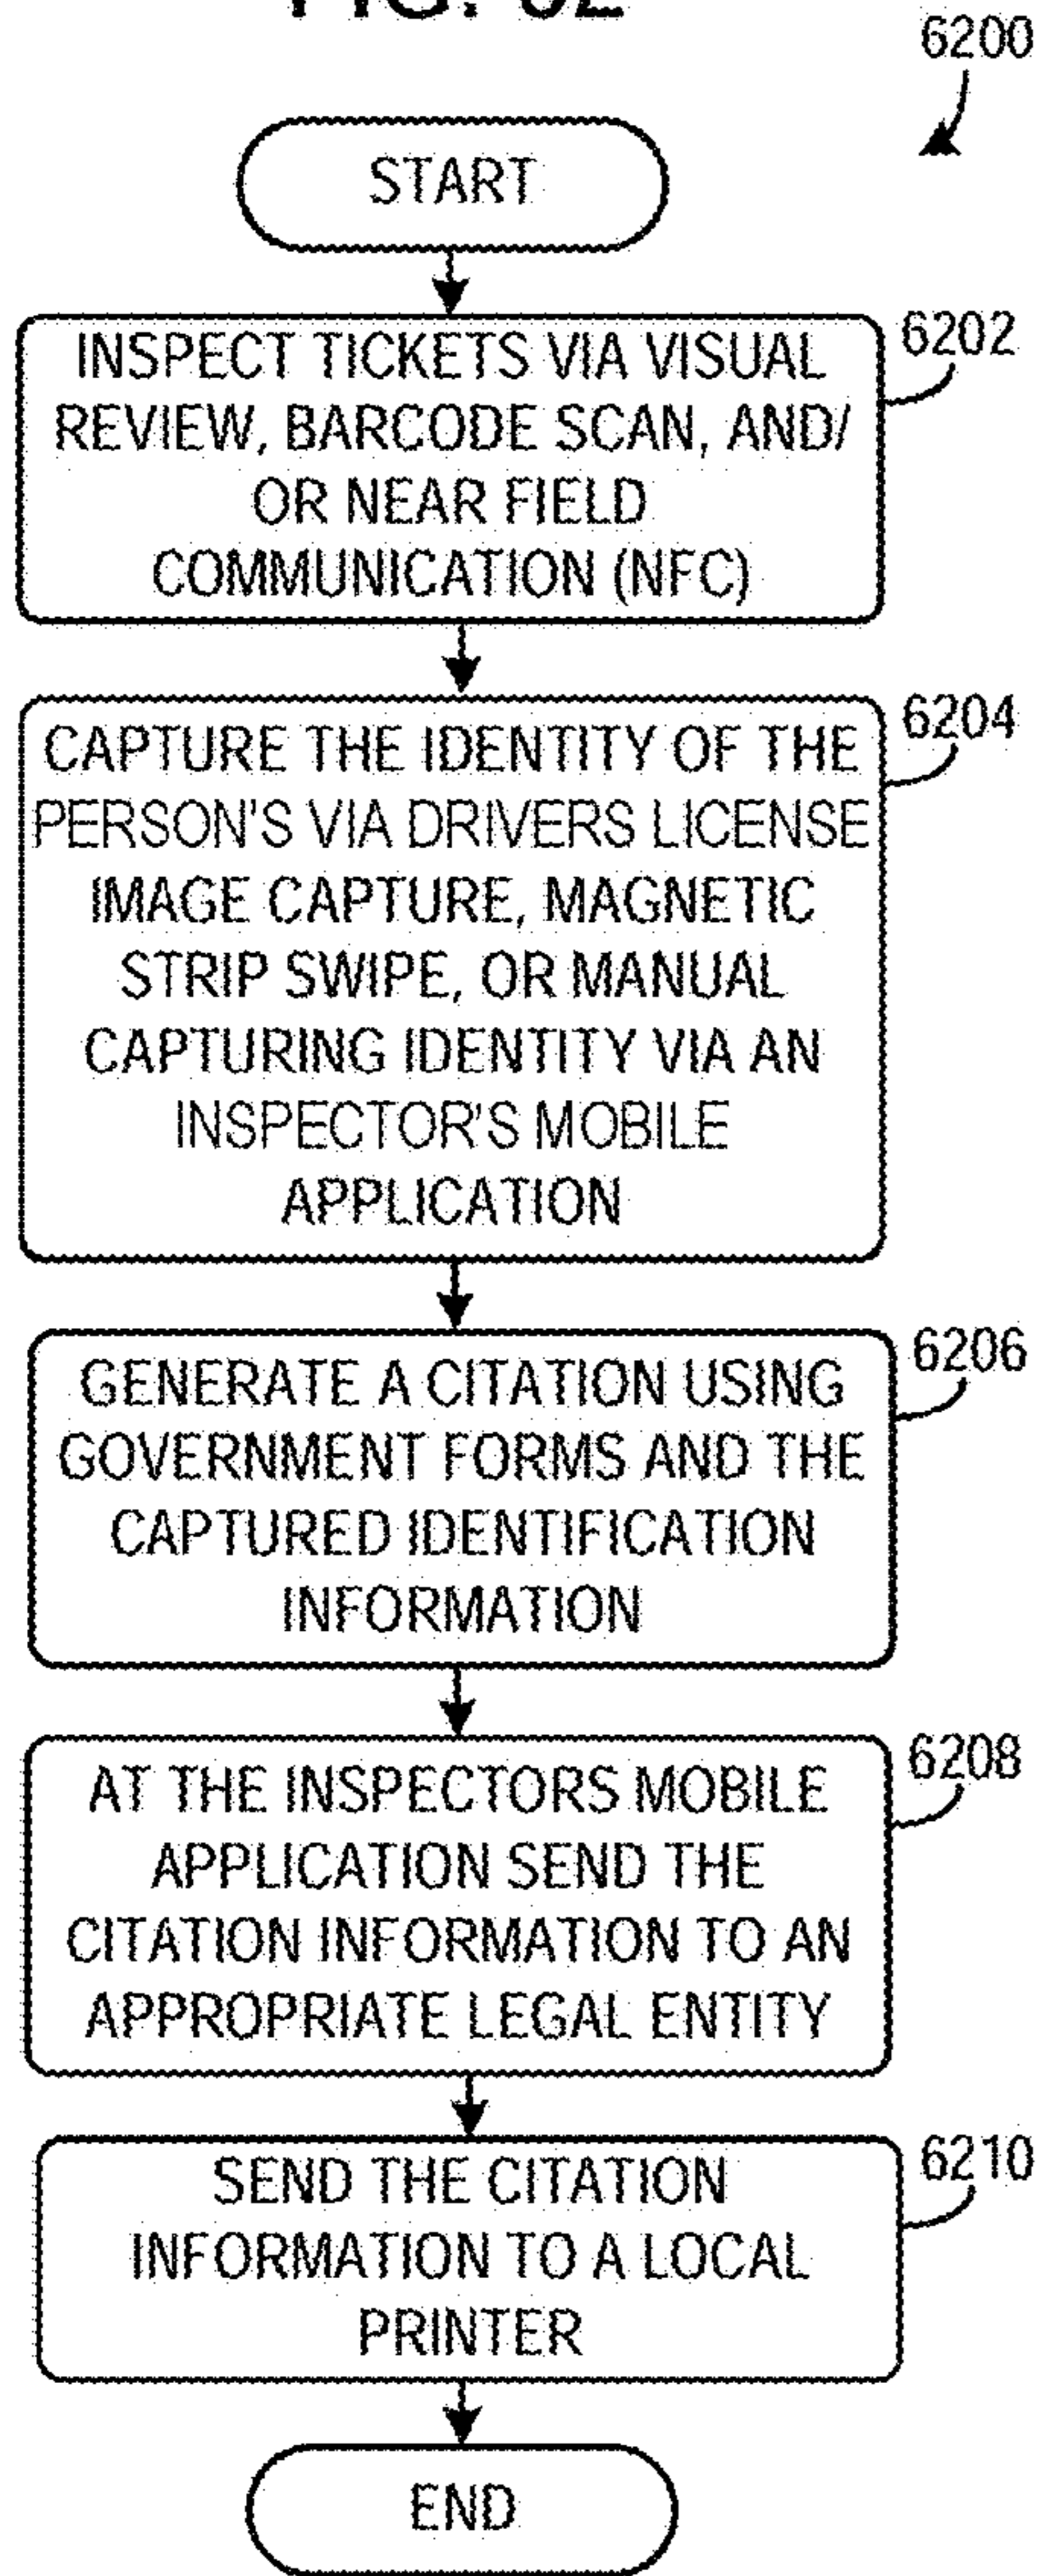 6200
START
INSPECT TICKETS VIA VISUAL
REVIEW, BARCODE SCAN, AND/
OR NEAR FIELD
COMMUNICATION (NFC)
6202
CAPTURE THE IDENTITY OF THE
PERSON'S VIA DRIVERS LICENSE
IMAGE CAPTURE, MAGNETIC
STRIP SWIPE, OR MANUAL
CAPTURING IDENTITY VIA AN
INSPECTOR'S MOBILE
APPLICATION
6204
GENERATE A CITATION USING
GOVERNMENT FORMS AND THE
CAPTURED IDENTIFICATION
INFORMATION
6206
AT THE INSPECTORS MOBILE
APPLICATION SEND THE
CITATION INFORMATION TO AN
APPROPRIATE LEGAL ENTITY
6208
SEND THE CITATION
INFORMATION TO A LOCAL
PRINTER
6210
END